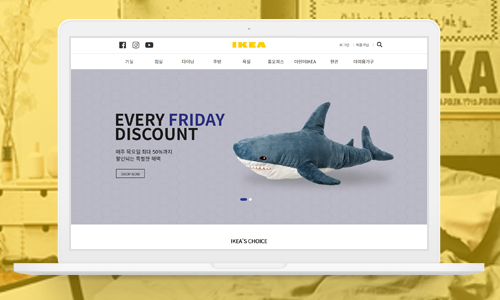 IKEA
로그인 | 회원가입
거실 침실 다이닝 주방 욕실 홈오피스 어린이IKEA 현관 야외용가구
EVERY FRIDAY
DISCOUNT
매주 목요일 최대 50%까지
할인되는 특별한 혜택
SHOP NOW
IKEA'S CHOICE
KA